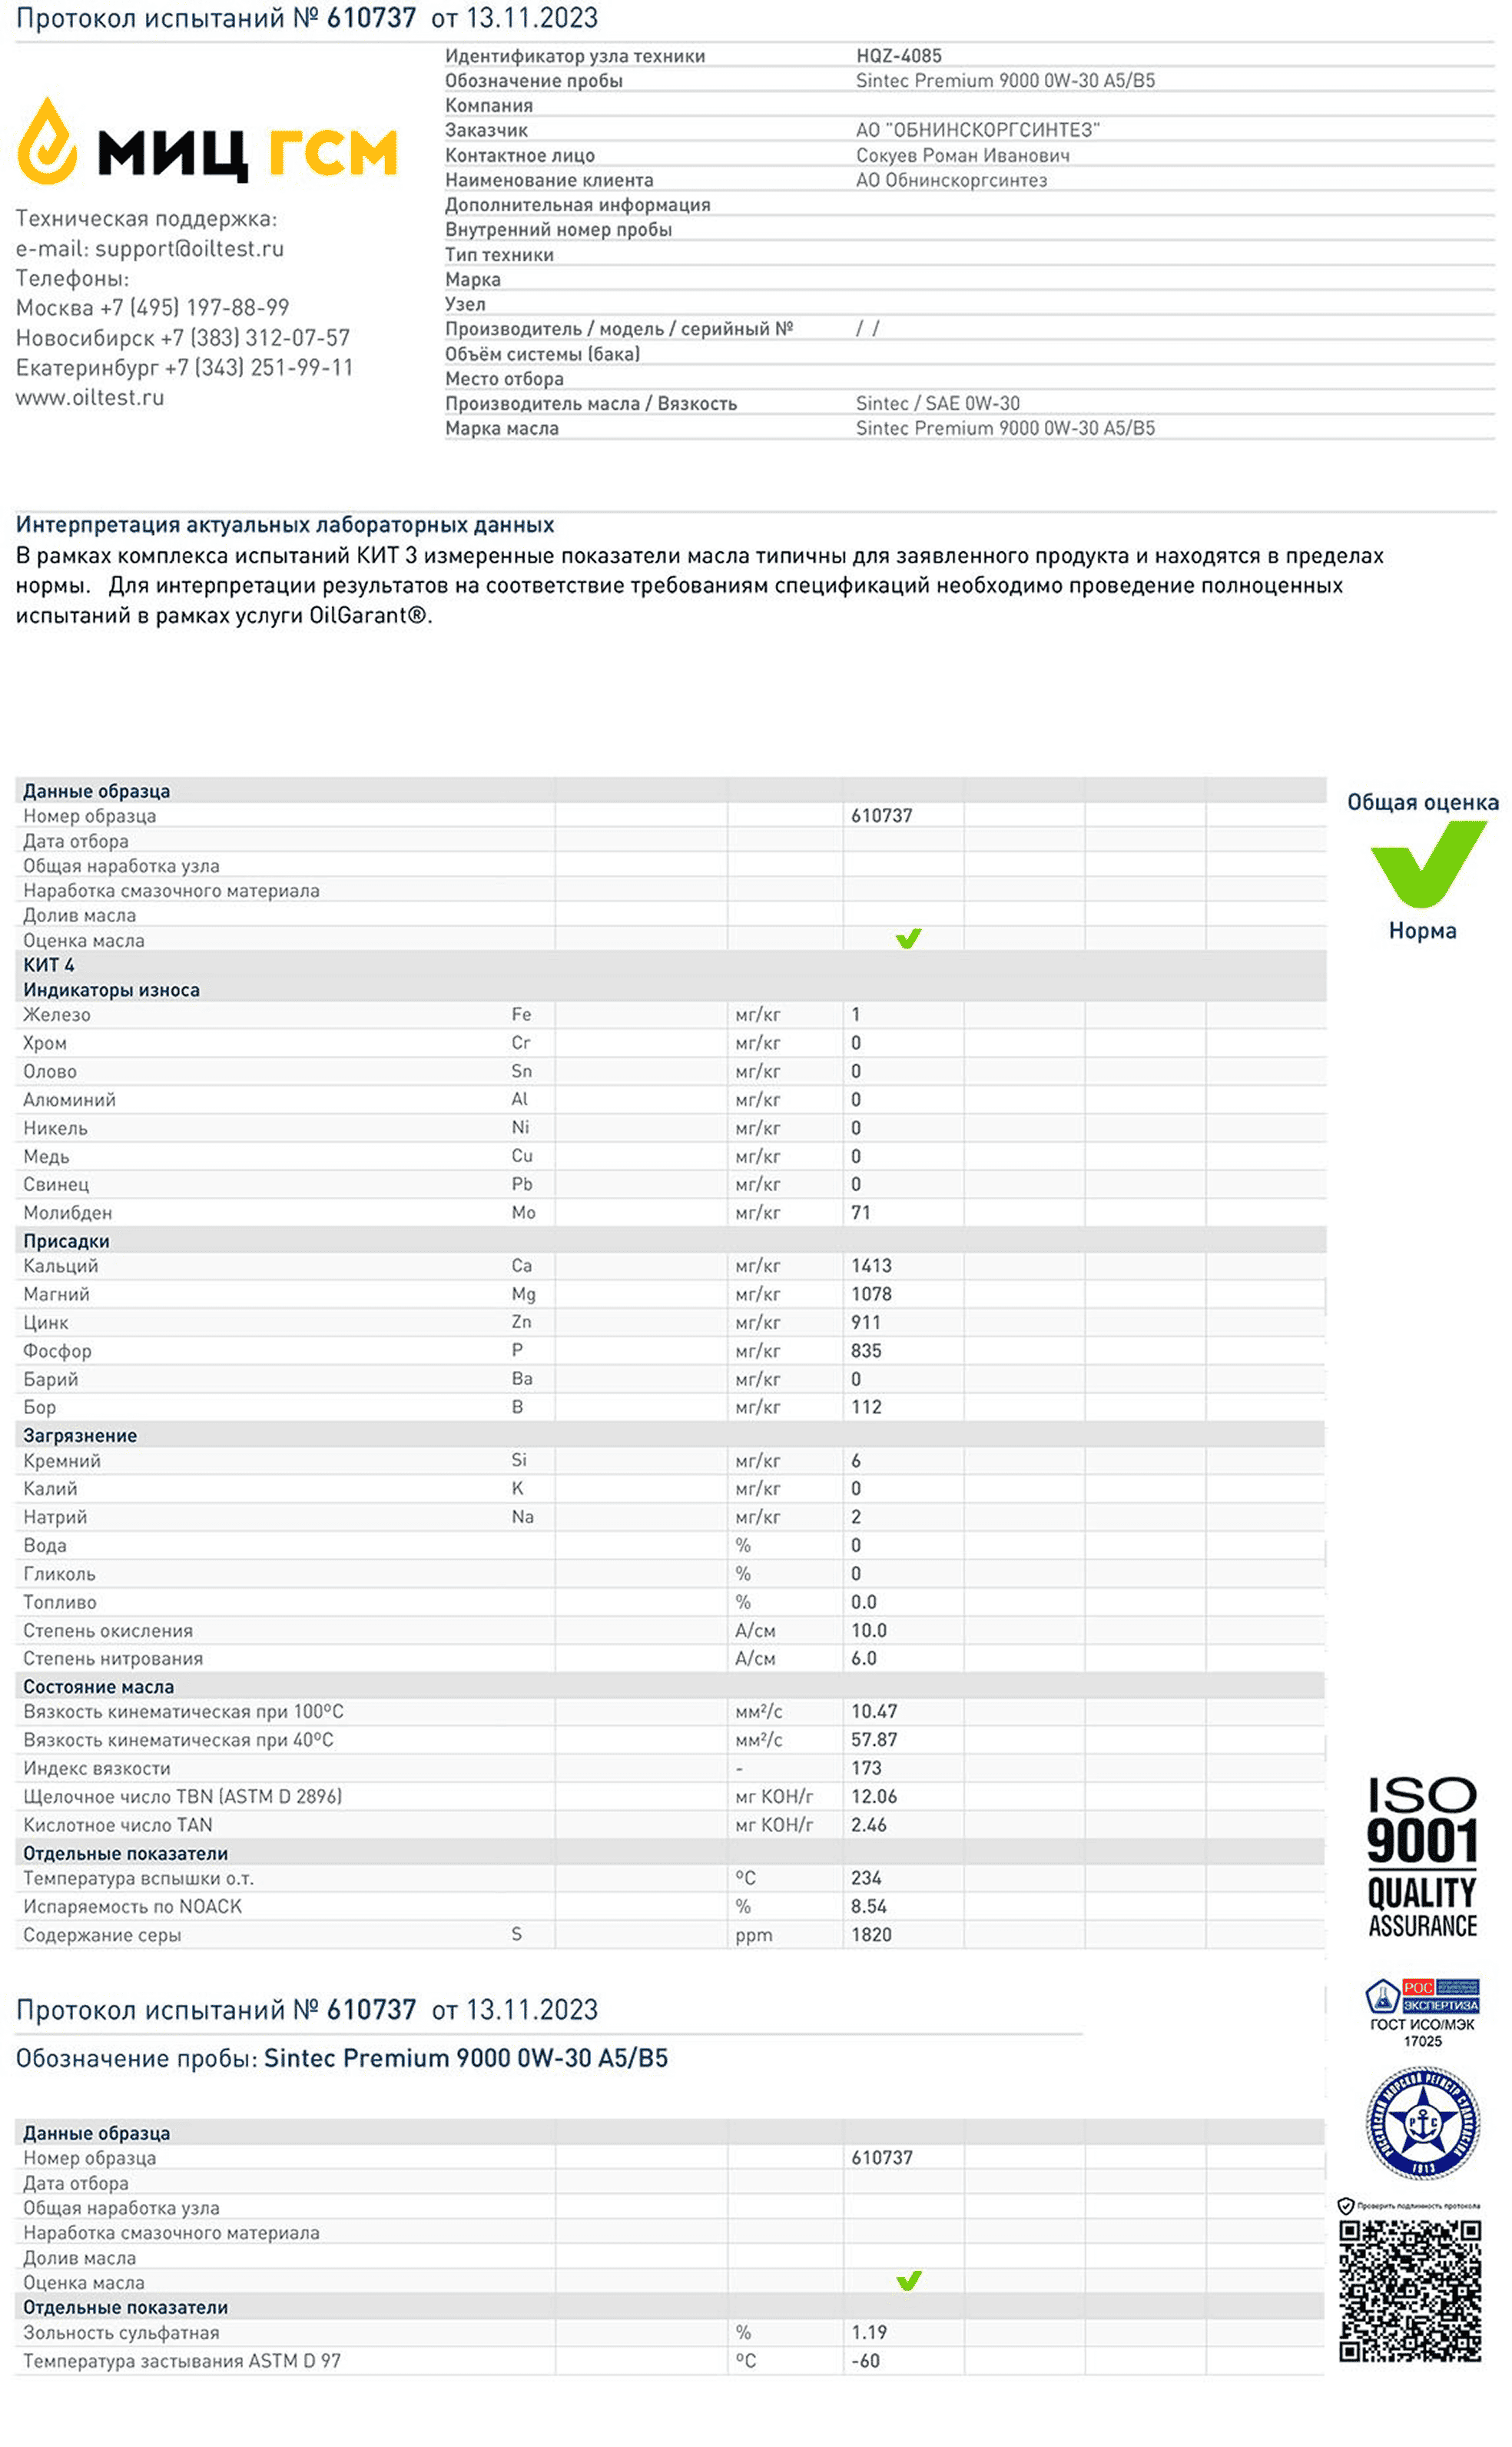 Протокол испытаний № 610737 от 13.11.2023
МИЦ ГСМ
Техническая поддержка:
e-mail: support@oiltest.ru
Телефоны:
Москва +7 (495) 197-88-99
Новосибирск +7 (383) 312-07-57
Екатеринбург +7 (343) 251-99-11
www.oiltest.ru
Идентификатор узла техники HQZ-4085
Обозначение пробы Sintec Premium 9000 0W-30 A5/B5
Компания
Заказчик АО "ОБНИНСКОРГСИНТЕЗ"
Контактное лицо Сокуев Роман Иванович
Наименование клиента АО Обнинскоргсинтез
Дополнительная информация
Внутренний номер пробы
Тип техники
Марка
Узел
Производитель / модель / серийный № / /
Объём системы (бака)
Место отбора
Производитель масла / Вязкость Sintec / SAE 0W-30
Марка масла Sintec Premium 9000 0W-30 A5/B5
Интерпретация актуальных лабораторных данных
В рамках комплекса испытаний КИТ 3 измеренные показатели масла типичны для заявленного продукта и находятся в пределах
нормы. Для интерпретации результатов на соответствие требованиям спецификаций необходимо проведение полноценных
испытаний в рамках услуги OilGarant®.
Данные образца
Номер образца 610737
Дата отбора
Общая наработка узла
Наработка смазочного материала
Долив масла
Оценка масла
Общая оценка
Норма
КИТ 4
Индикаторы износа
Железо Fe мг/кг 1
Хром Cr мг/кг 0
Олово Sn мг/кг 0
Алюминий Al мг/кг 0
Никель Ni мг/кг 0
Медь Cu мг/кг 0
Свинец Pb мг/кг 0
Молибден Mo мг/кг 71
Присадки
Кальций Ca мг/кг 1413
Магний Mg мг/кг 1078
Цинк Zn мг/кг 911
Фосфор P мг/кг 835
Барий Ba мг/кг 0
Бор B мг/кг 112
Загрязнение
Кремний Si мг/кг 6
Калий K мг/кг 0
Натрий Na мг/кг 2
Вода % 0
Гликоль % 0
Топливо % 0.0
Степень окисления А/см 10.0
Степень нитрования А/см 6.0
Состояние масла
Вязкость кинематическая при 100ºС мм²/с 10.47
Вязкость кинематическая при 40ºС мм²/с 57.87
Индекс вязкости - 173
Щелочное число TBN (ASTM D 2896) мг КОН/г 12.06
Кислотное число TAN мг КОН/г 2.46
Отдельные показатели
Температура вспышки о.т. ºС 234
Испаряемость по NOACK % 8.54
Содержание серы S ppm 1820
ISO
9001
QUALITY
ASSURANCE
РОС
ЭКСПЕРТИЗА
ГОСТ ИСО/МЭК
17025
РОССИЙСКИЙ МОРСКОЙ РЕГИСТР СУДОХОДСТВА
РС
1913
Проверить подлинность протокола
Протокол испытаний № 610737 от 13.11.2023
Обозначение пробы: Sintec Premium 9000 0W-30 A5/B5
Данные образца
Номер образца 610737
Дата отбора
Общая наработка узла
Наработка смазочного материала
Долив масла
Оценка масла
Отдельные показатели
Зольность сульфатная % 1.19
Температура застывания ASTM D 97 ºС -60